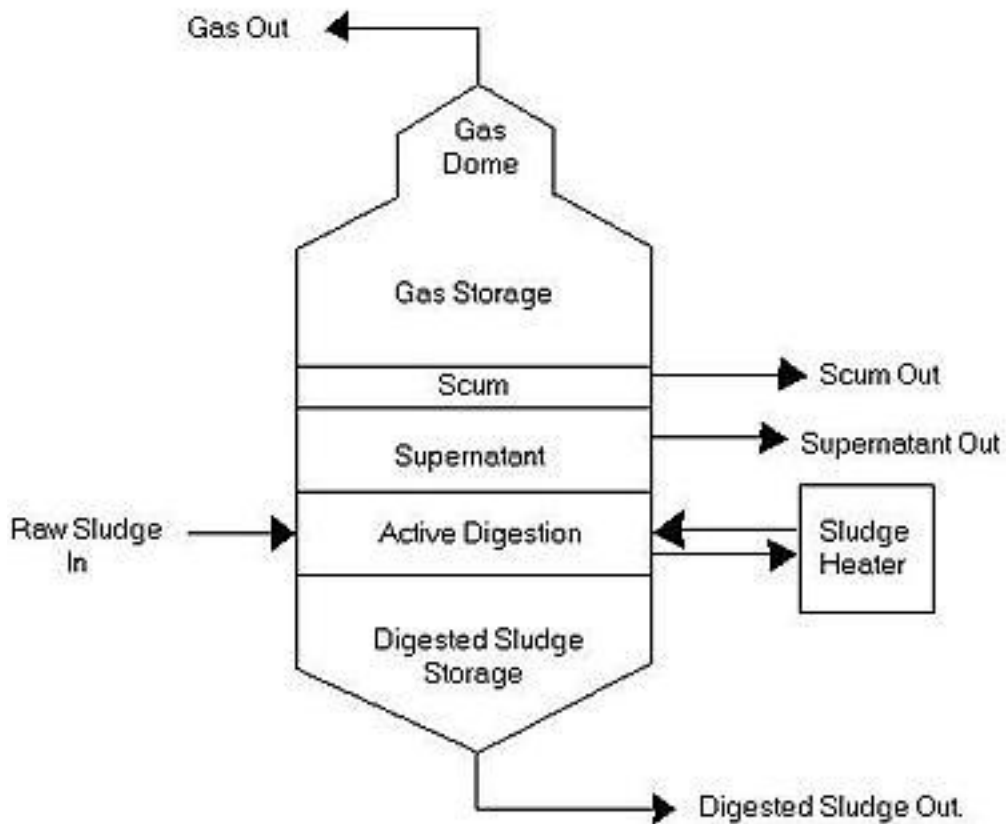 Gas Out
Gas
Dome
Gas Storage
Scum
Scum Out
Supernatant
Supernatant Out
Raw Sludge
In
Active Digestion
Sludge
Heater
Digested Sludge
Storage
Digested Sludge Out.